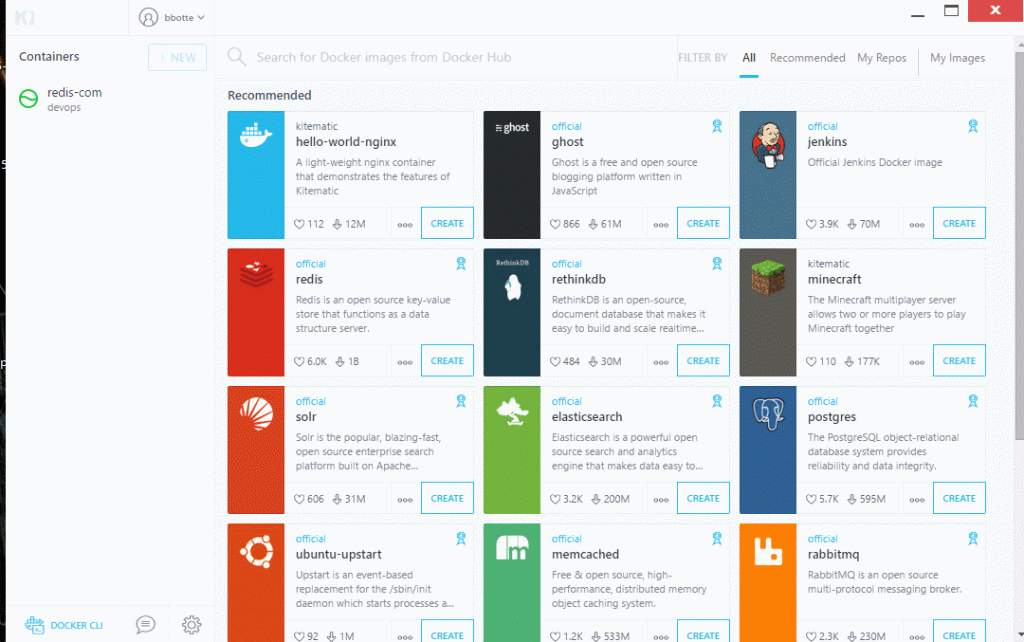 bbotte
Containers
+ NEW
Search for Docker images from Docker Hub
FILTER BY
All
Recommended
My Repos
My Images
redis-com
devops
Recommended
kitematic
hello-world-nginx
A light-weight nginx container
that demonstrates the features of
Kitematic
112
12M
CREATE
ghost
official
ghost
Ghost is a free and open source
blogging platform written in
JavaScript
866
61M
CREATE
official
jenkins
Official Jenkins Docker image
3.9K
70M
CREATE
official
redis
Redis is an open source key-value
store that functions as a data
structure server.
6.0K
1B
CREATE
RethinkDB
official
rethinkdb
RethinkDB is an open-source,
document database that makes it
easy to build and scale realtime...
484
30M
CREATE
kitematic
minecraft
The Minecraft multiplayer server
allows two or more players to play
Minecraft together
110
177K
CREATE
official
solr
Solr is the popular, blazing-fast,
open source enterprise search
platform built on Apache...
606
31M
CREATE
official
elasticsearch
Elasticsearch is a powerful open
source search and analytics
engine that makes data easy to...
3.2K
200M
CREATE
official
postgres
The PostgreSQL object-relational
database system provides
reliability and data integrity.
5.7K
595M
CREATE
official
ubuntu-upstart
Upstart is an event-based
replacement for the /sbin/init
daemon which starts processes a...
92
1M
CREATE
official
memcached
Free & open source, high-
performance, distributed memory
object caching system.
1.2K
533M
CREATE
official
rabbitmq
RabbitMQ is an open source
multi-protocol messaging broker.
2.3K
230M
CREATE
DOCKER CLI